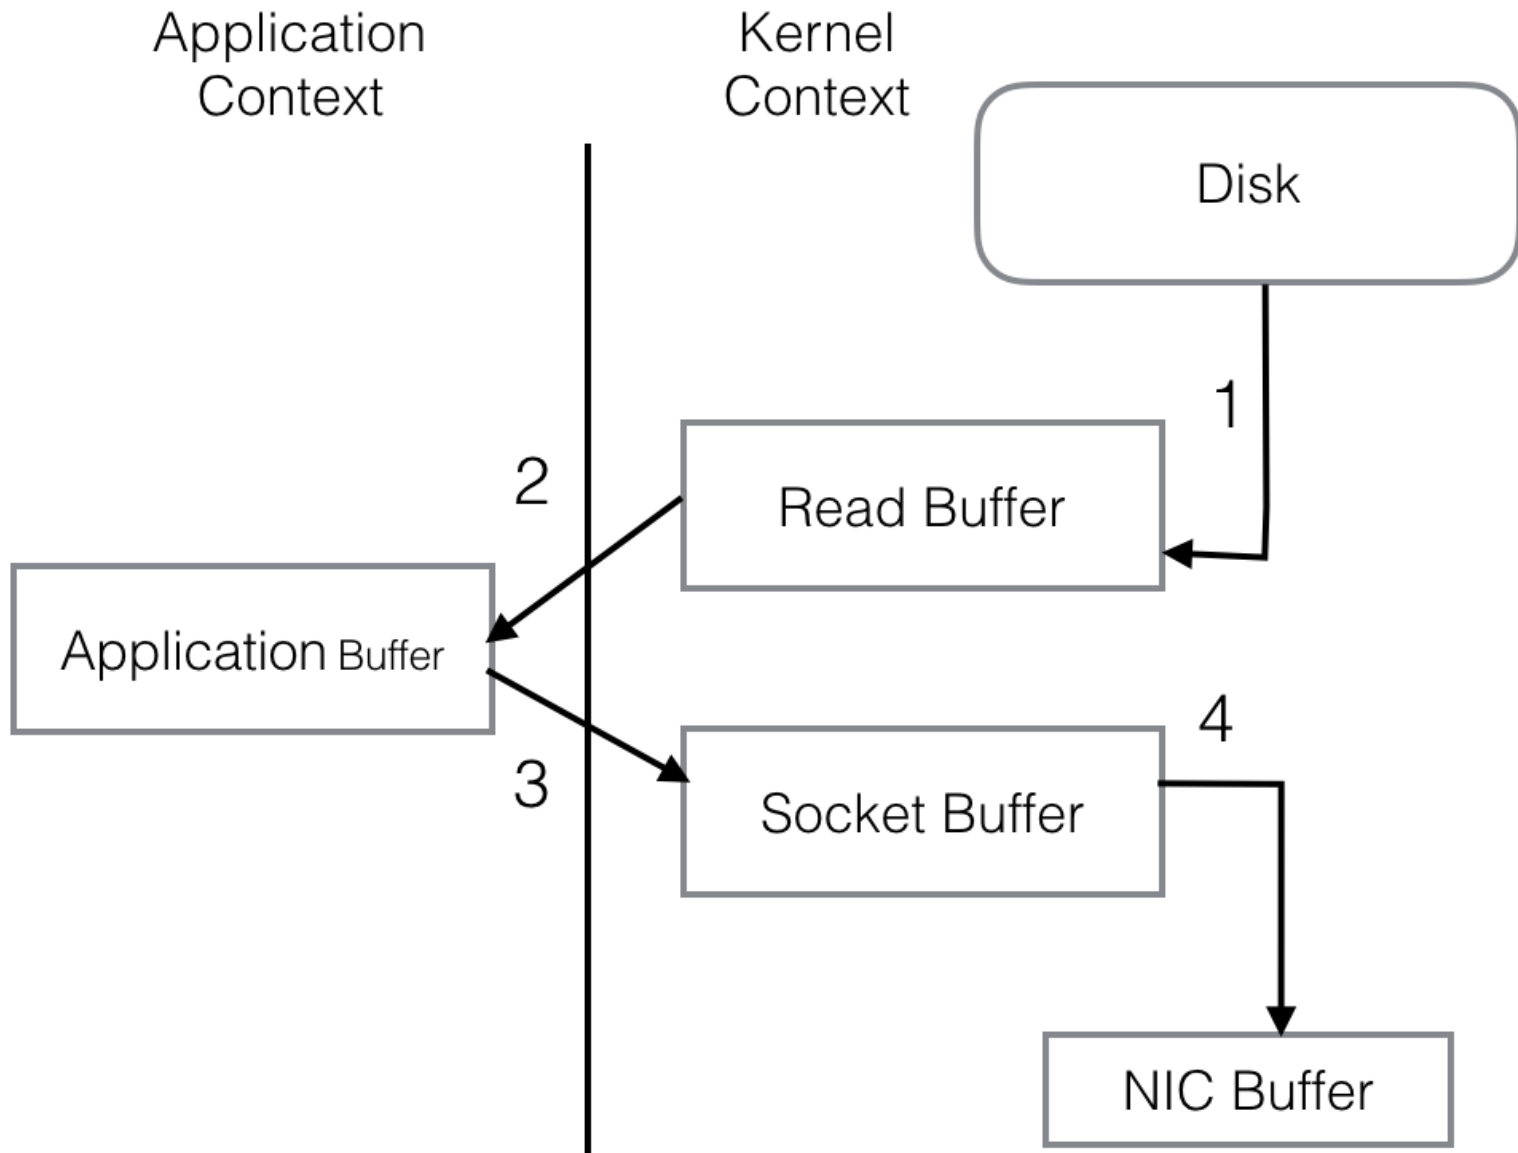 Application
Context
Kernel
Context
Disk
1
Read Buffer
2
Application Buffer
3
4
Socket Buffer
NIC Buffer